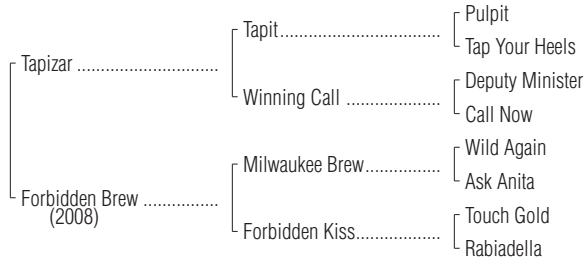 Pulpit
Tapit
Tap Your Heels
Tapizar
Deputy Minister
Winning Call
Call Now
Wild Again
Milwaukee Brew
Ask Anita
Forbidden Brew
(2008)
Touch Gold
Forbidden Kiss
Rabiadella